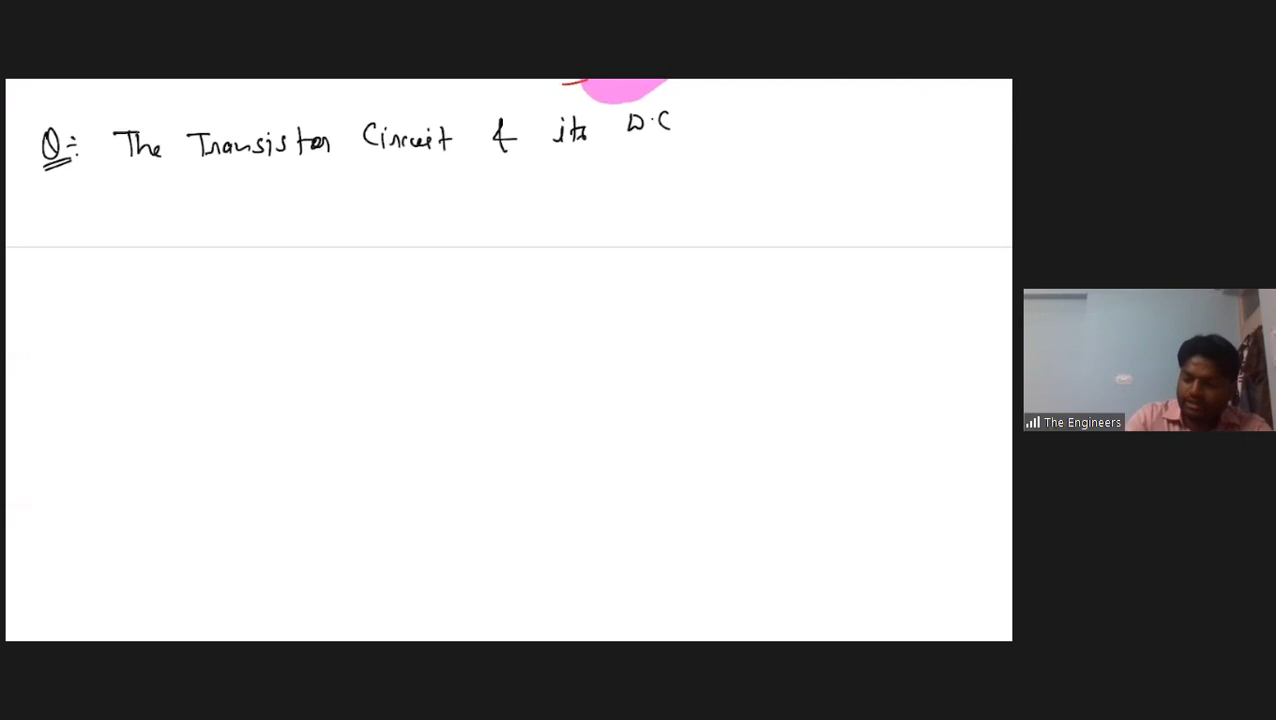 Q:- The Transistor Circuit & its D.C
The Engineers